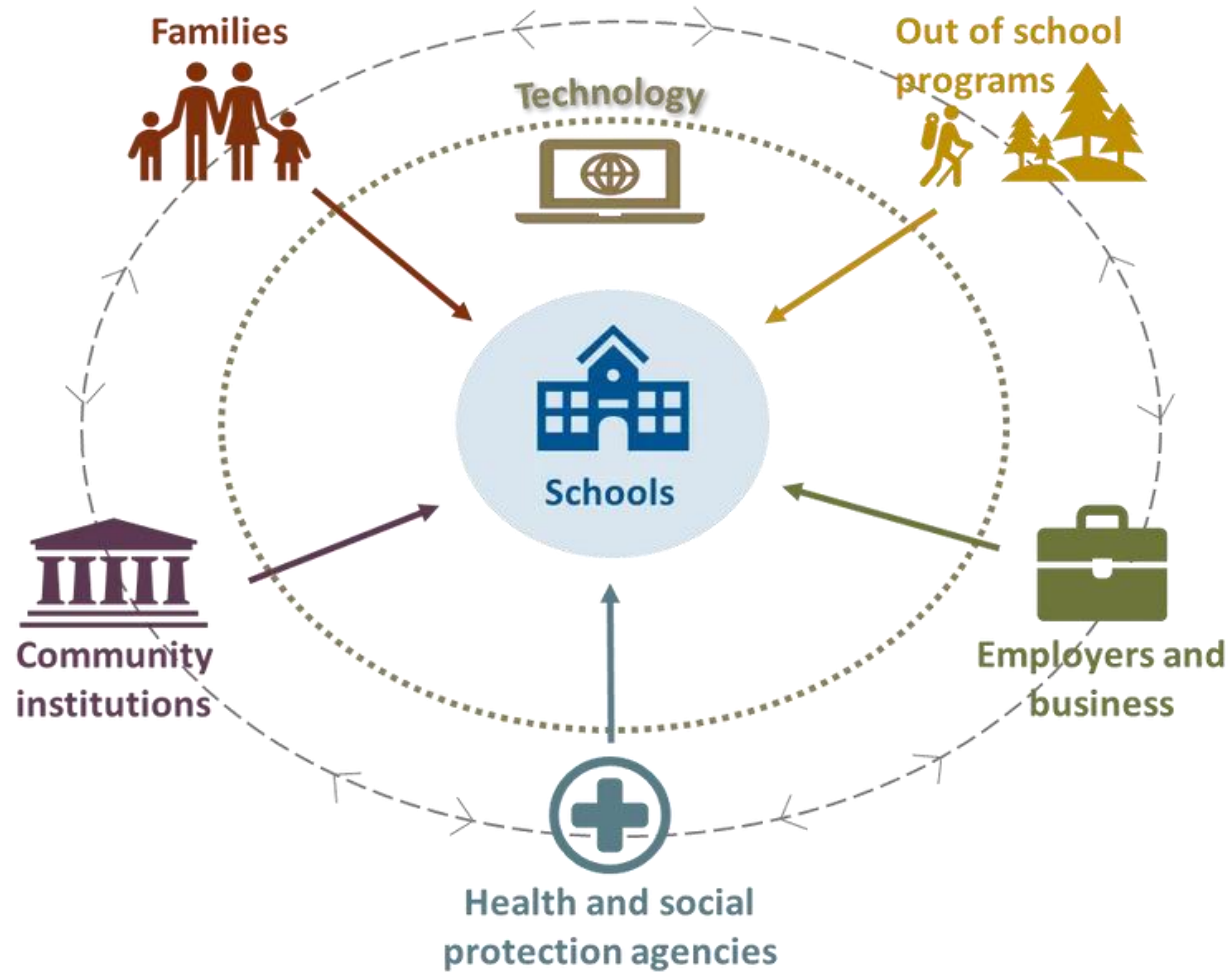 Families
Out of school
programs
Technology
Schools
Community
institutions
Employers and
business
Health and social
protection agencies